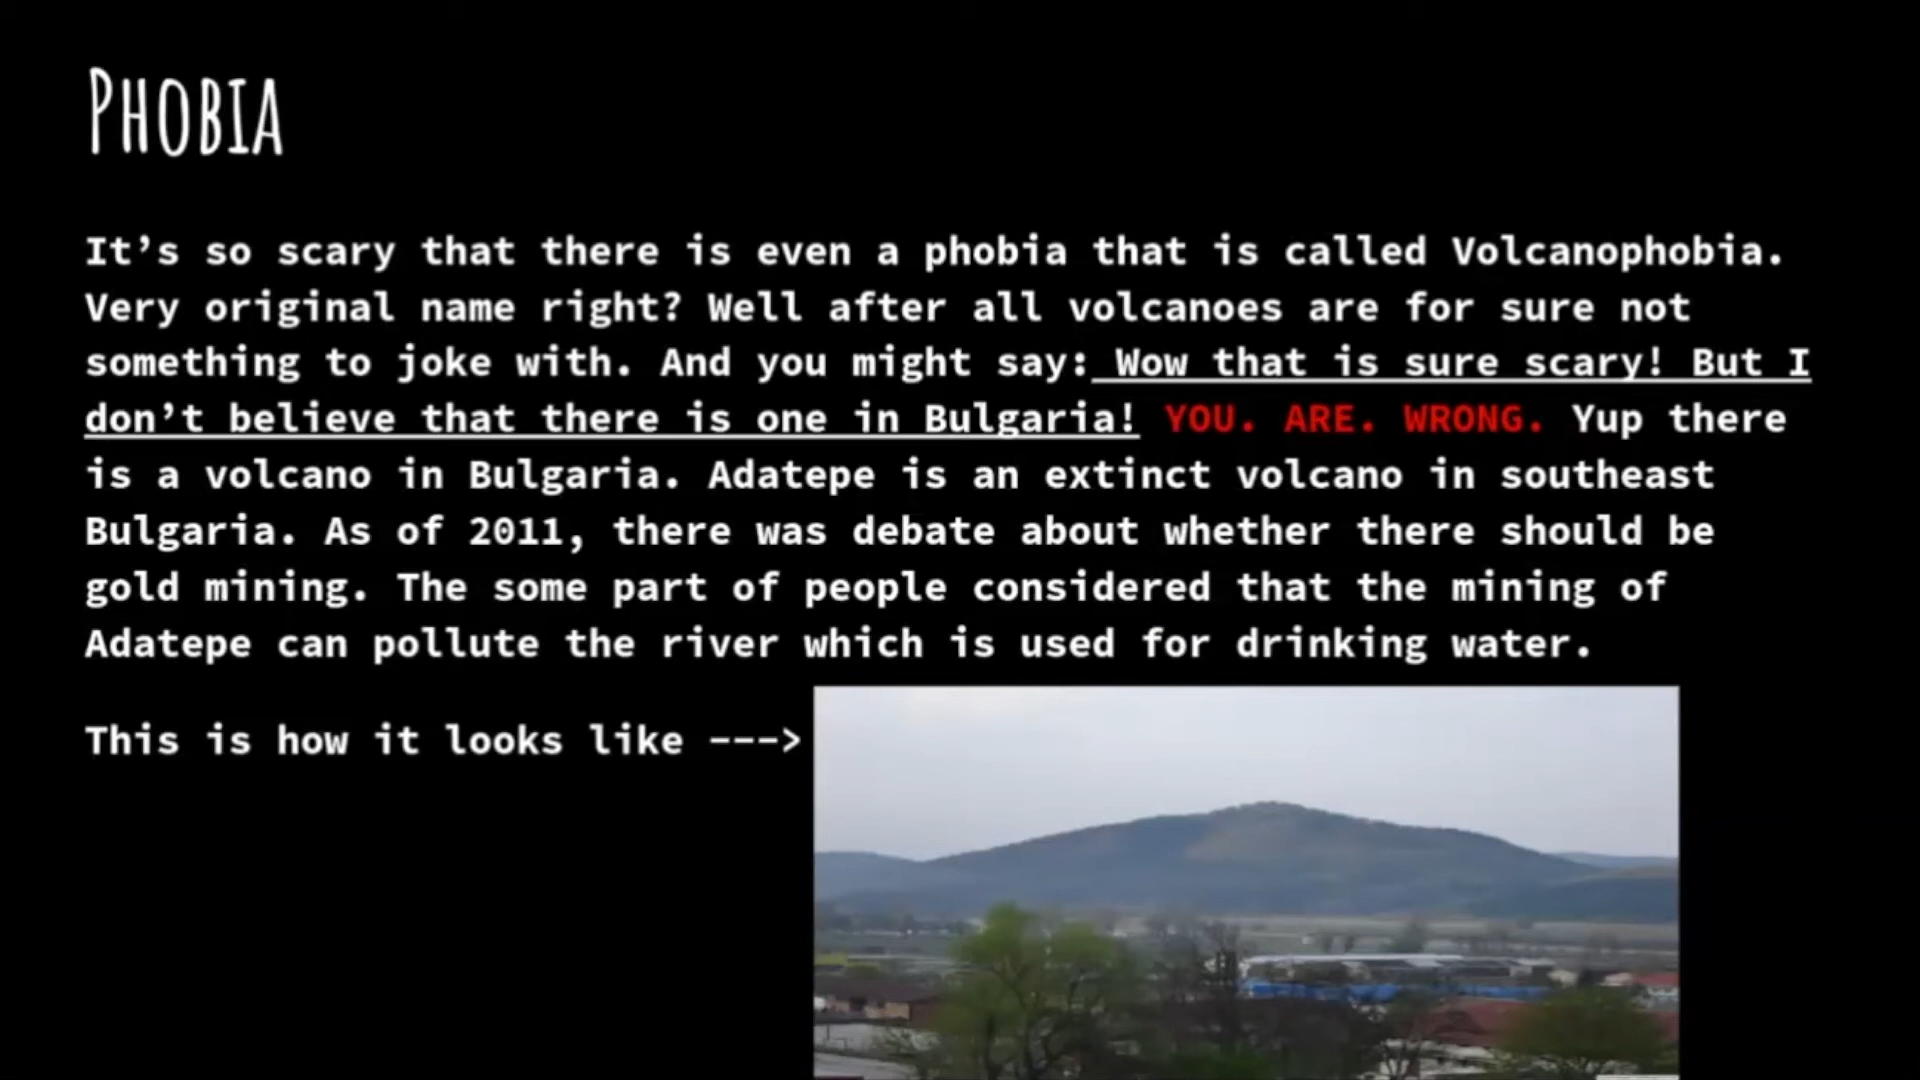 PHOBIA
It’s so scary that there is even a phobia that is called Volcanophobia.
Very original name right? Well after all volcanoes are for sure not
something to joke with. And you might say: Wow that is sure scary! But I
don’t believe that there is one in Bulgaria! YOU. ARE. WRONG. Yup there
is a volcano in Bulgaria. Adatepe is an extinct volcano in southeast
Bulgaria. As of 2011, there was debate about whether there should be
gold mining. The some part of people considered that the mining of
Adatepe can pollute the river which is used for drinking water.
This is how it looks like --->